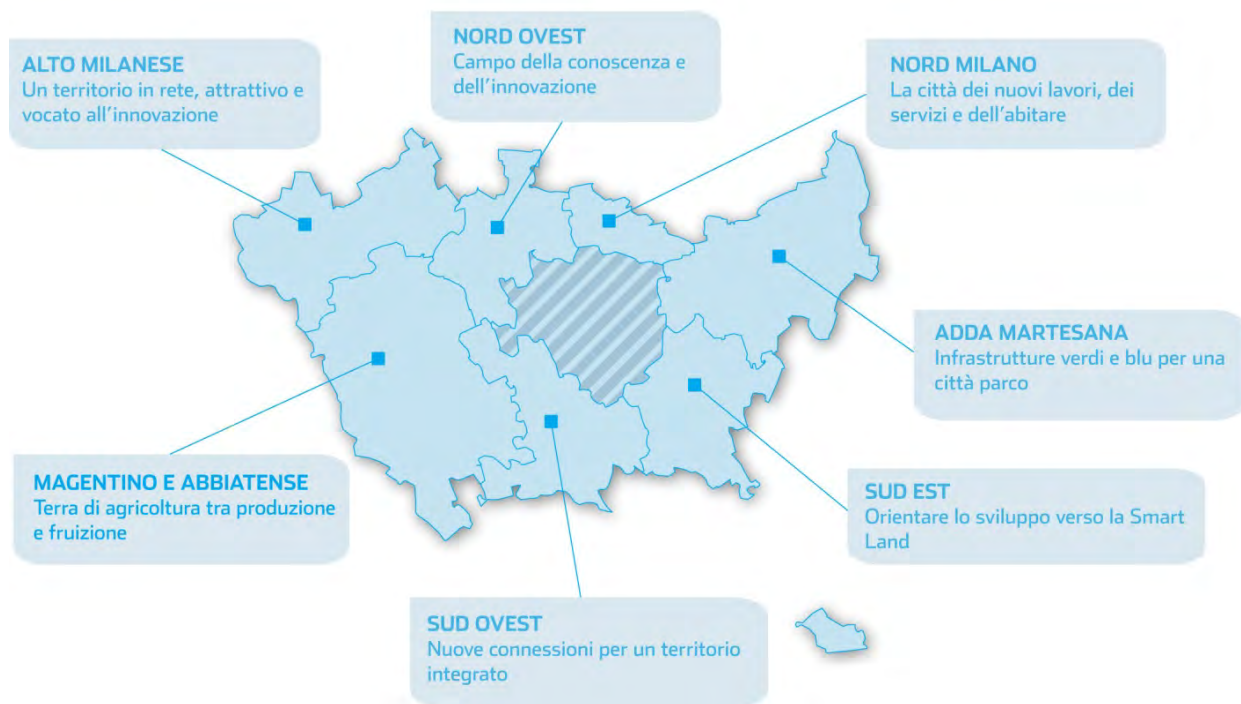 ALTO MILANESE
Un territorio in rete, attrattivo e
vocato all'innovazione
NORD OVEST
Campo della conoscenza e
dell'innovazione
NORD MILANO
La città dei nuovi lavori, dei
servizi e dell'abitare
ADDA MARTESANA
Infrastrutture verdi e blu per una
città parco
MAGENTINO E ABBIATENSE
Terra di agricoltura tra produzione
e fruizione
SUD EST
Orientare lo sviluppo verso la Smart
Land
SUD OVEST
Nuove connessioni per un territorio
integrato